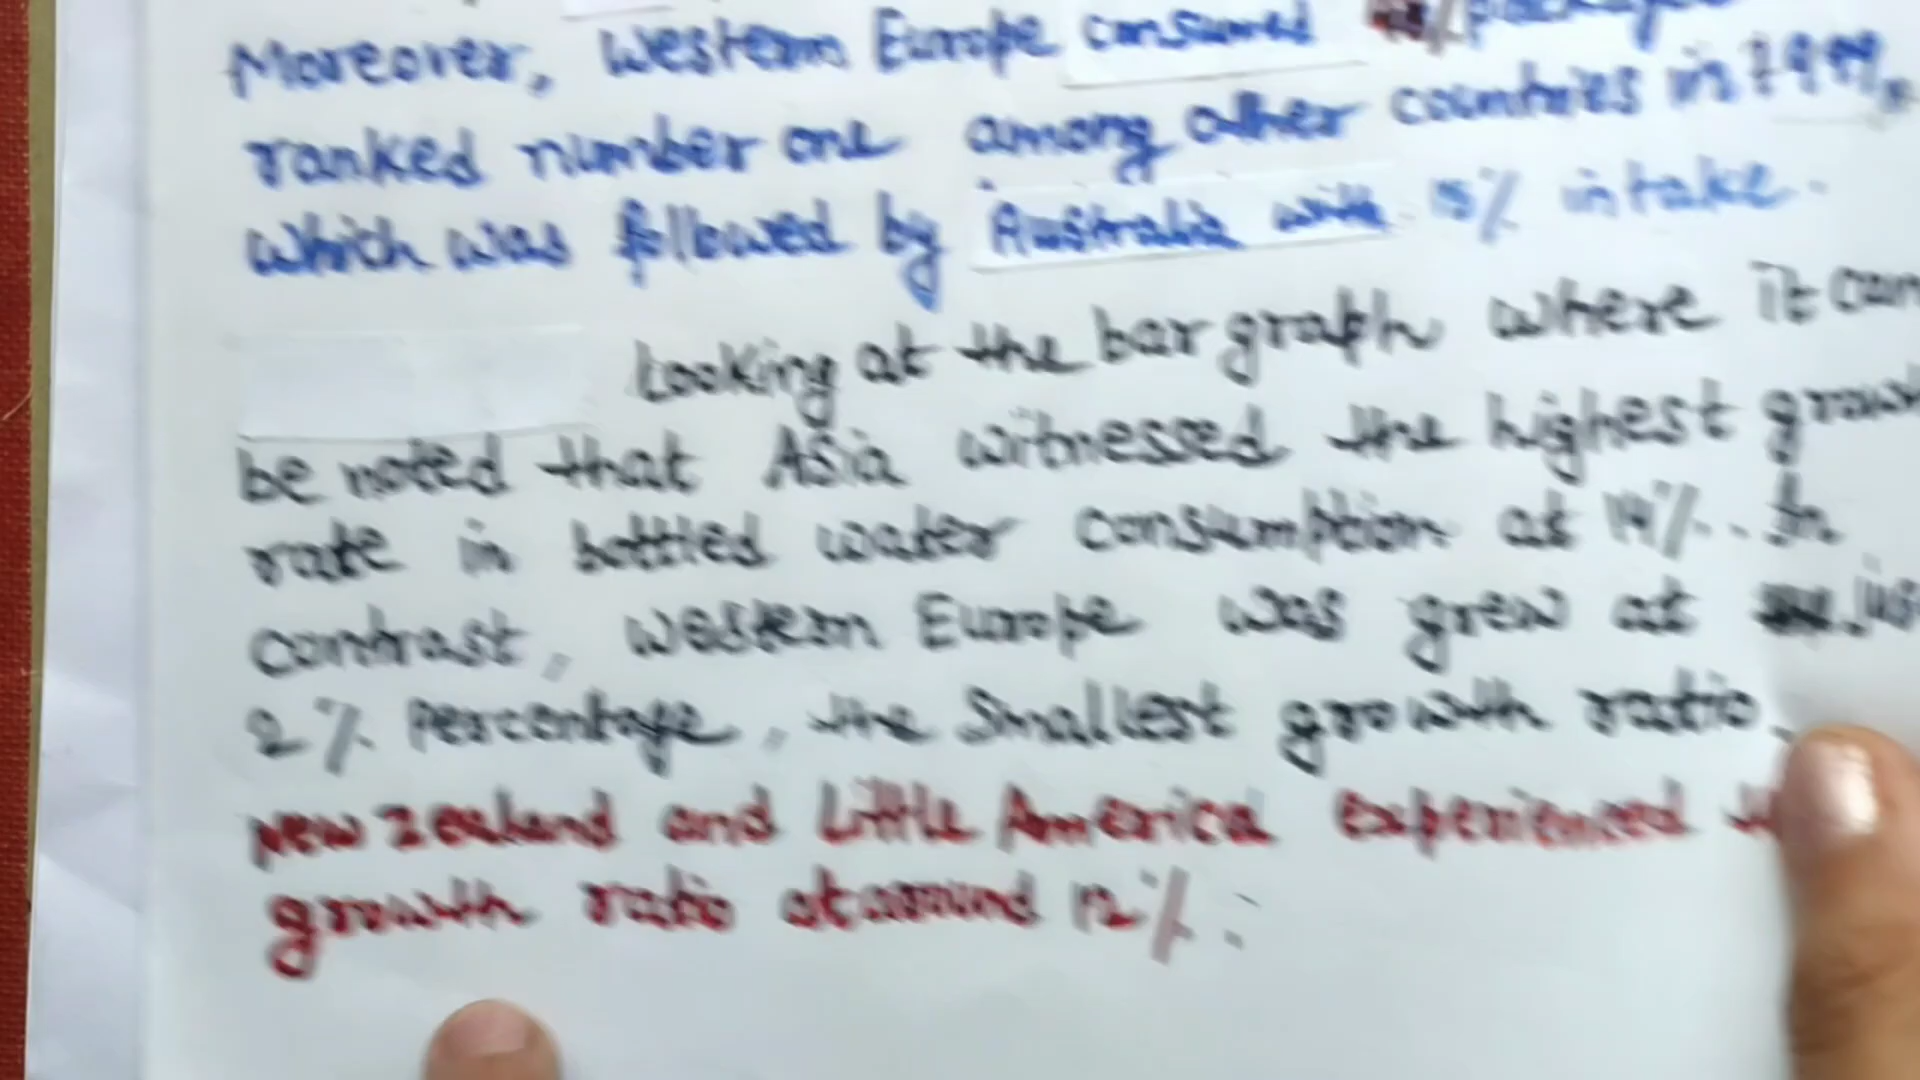 Moreover, Western Europe consumed
ranked number one among other countries in 1999,
which was followed by Australia with 15% intake.
Looking at the bar graph where it can
be noted that Asia witnessed the highest
rate in bottled water consumption at 14%. In
contrast, Western Europe was grew at
2% Percentage, the Smallest growth ratio.
New Zealand and Little America experienced
growth ratio at around 12%.